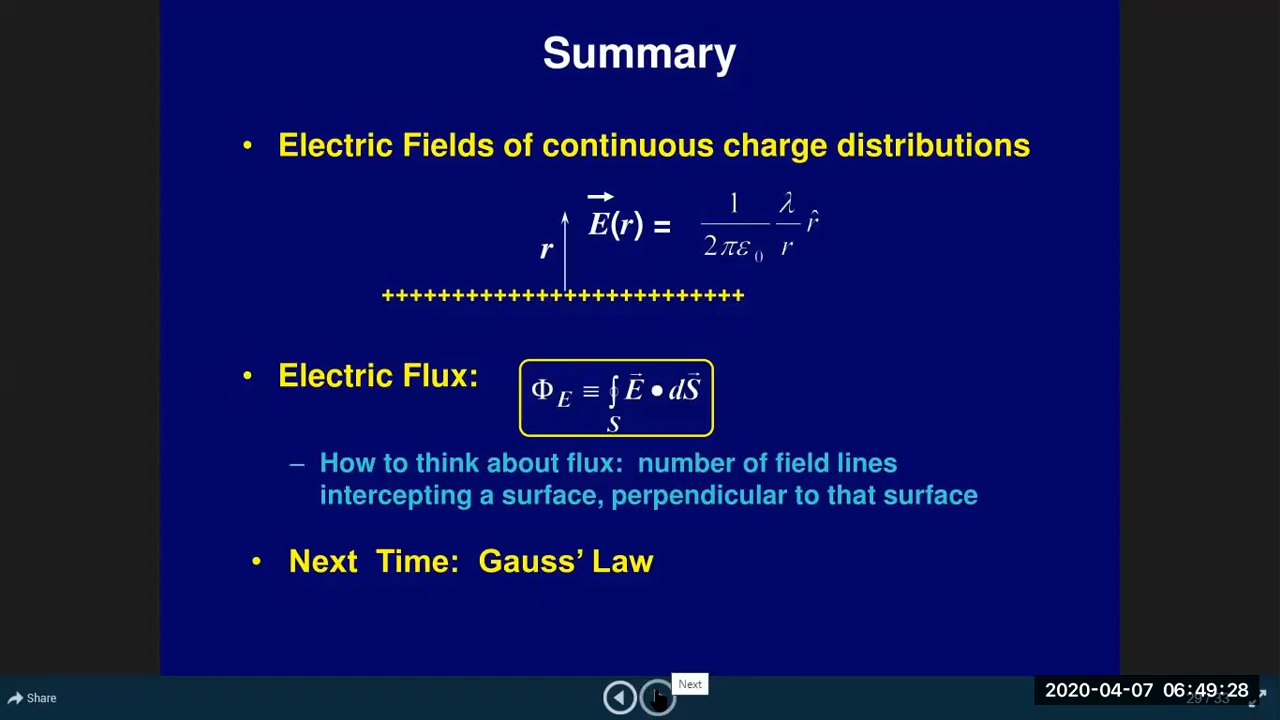 Summary
• Electric Fields of continuous charge distributions
r E⃗(r) = 1/(2πε₀) λ/r r̂
++++++++++++++++++++++++++
• Electric Flux: Φ_E ≡ ∮_S E⃗ • dS⃗
– How to think about flux: number of field lines
intercepting a surface, perpendicular to that surface
• Next Time: Gauss’ Law
Next
Share
2020-04-07 06:49:28